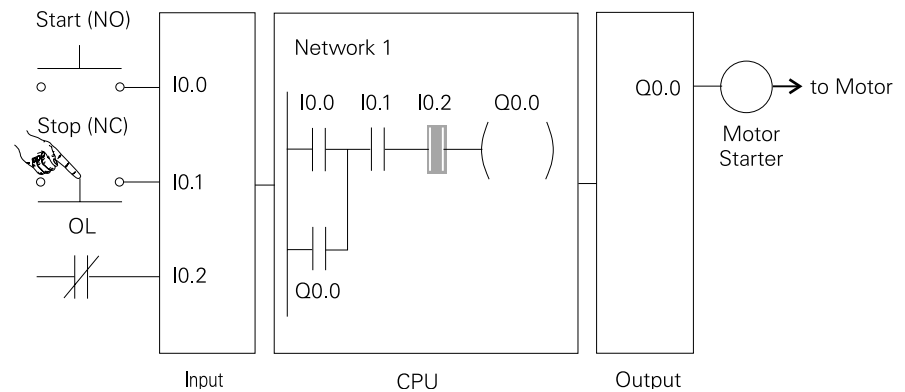 Start (NO)
I0.0
Stop (NC)
I0.1
OL
I0.2
Input
Network 1
I0.0 I0.1 I0.2 Q0.0
Q0.0
CPU
Q0.0
Output
to Motor
Motor
Starter